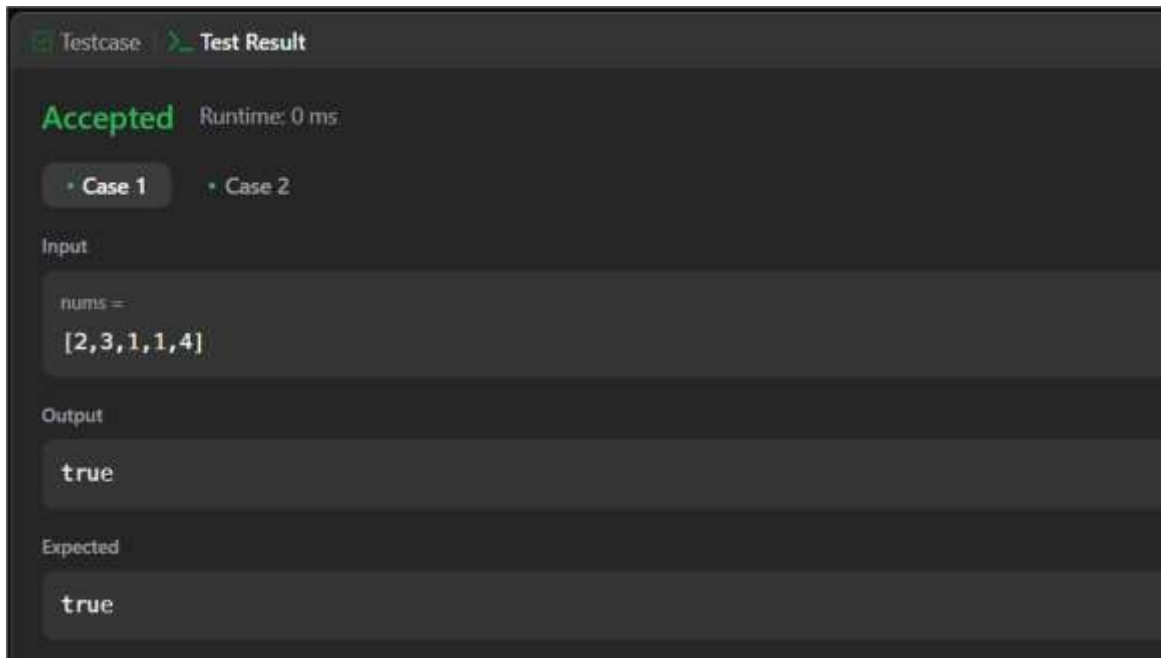 Testcase Test Result
Accepted Runtime: 0 ms
Case 1 Case 2
Input
nums =
[2,3,1,1,4]
Output
true
Expected
true